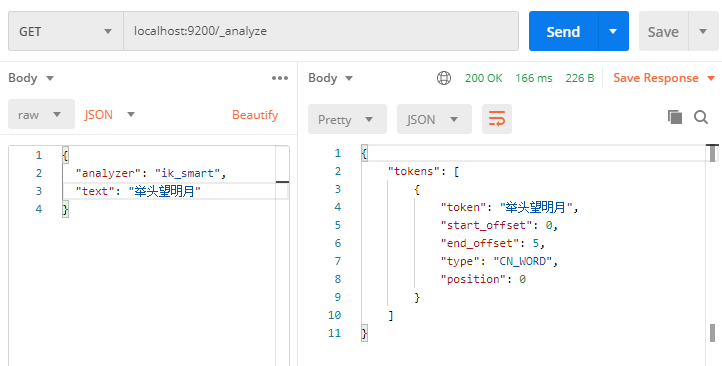 GET localhost:9200/_analyze Send Save
Body
raw JSON Beautify
1 {
2 "analyzer": "ik_smart",
3 "text": "举头望明月"
4 }
Body 200 OK 166 ms 226 B Save Response
Pretty JSON
1 {
2 "tokens": [
3 {
4 "token": "举头望明月",
5 "start_offset": 0,
6 "end_offset": 5,
7 "type": "CN_WORD",
8 "position": 0
9 }
10 ]
11 }